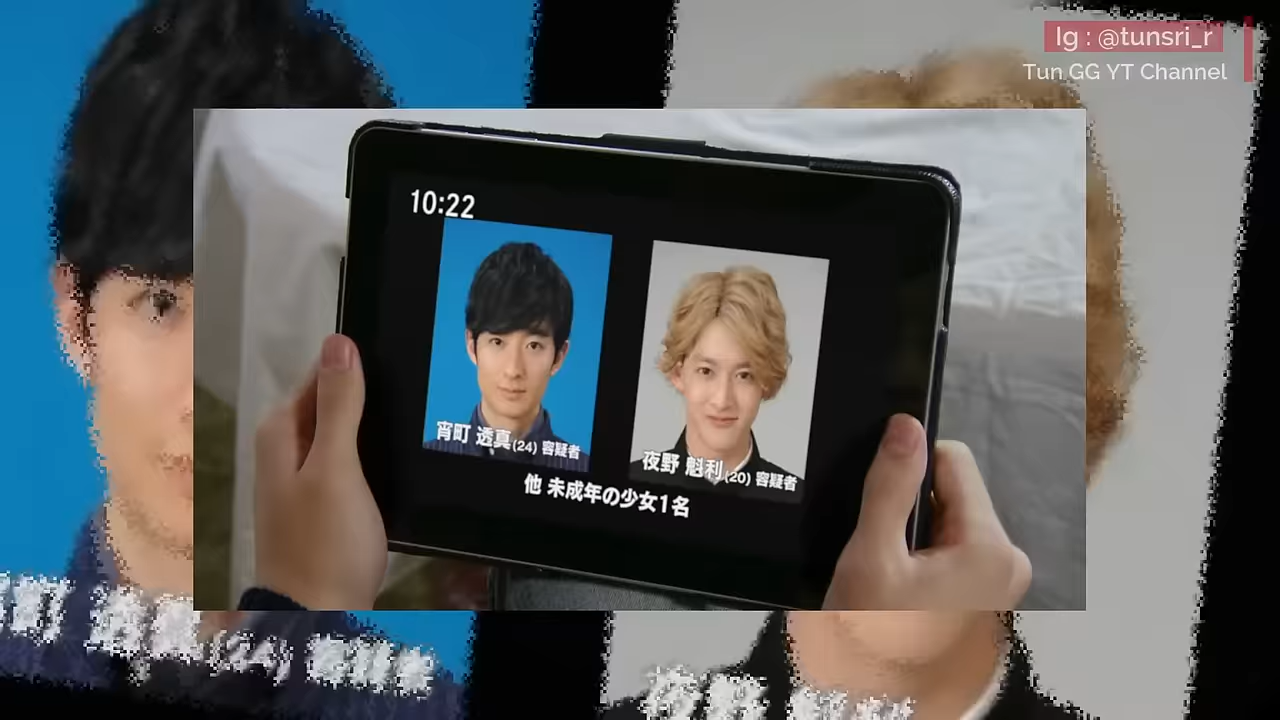 Ig : @tunsri_r
Tun GG YT Channel
10:22
宵町 透真(24) 容疑者
夜野 魁利(20) 容疑者
他 未成年の少女1名